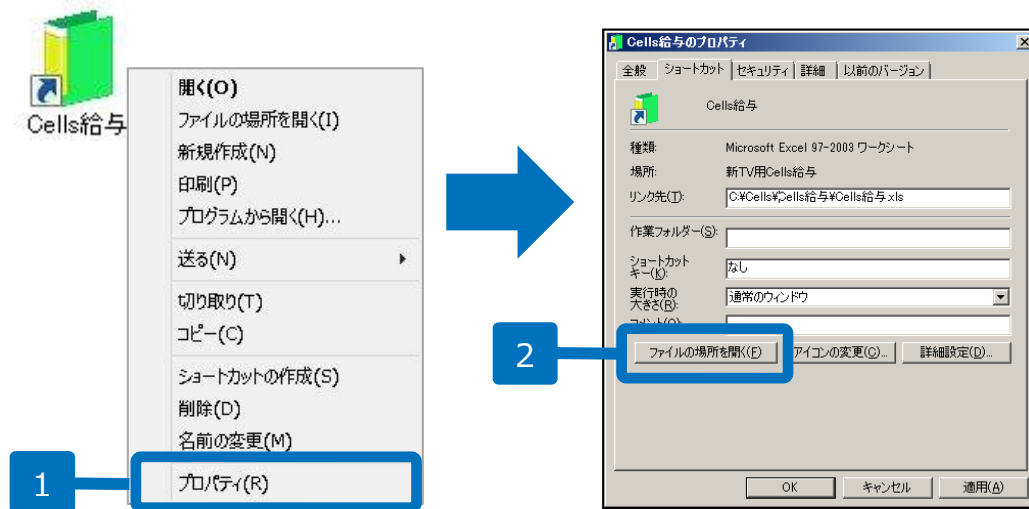 Cells給与
開く(O)
ファイルの場所を開く(I)
新規作成(N)
印刷(P)
プログラムから開く(H)...
送る(N)
切り取り(T)
コピー(C)
ショートカットの作成(S)
削除(D)
名前の変更(M)
1
プロパティ(R)
Cells給与のプロパティ
全般 ショートカット セキュリティ 詳細 以前のバージョン
Cells給与
種類: Microsoft Excel 97-2003 ワークシート
場所: 新TV用Cells給与
リンク先(T): C:¥Cells¥Cells給与¥Cells給与.xls
作業フォルダー(S):
ショートカット
キー(K): なし
実行時の
大きさ(R): 通常のウィンドウ
コメント(O):
2
ファイルの場所を開く(F) アイコンの変更(C)... 詳細設定(D)...
OK キャンセル 適用(A)